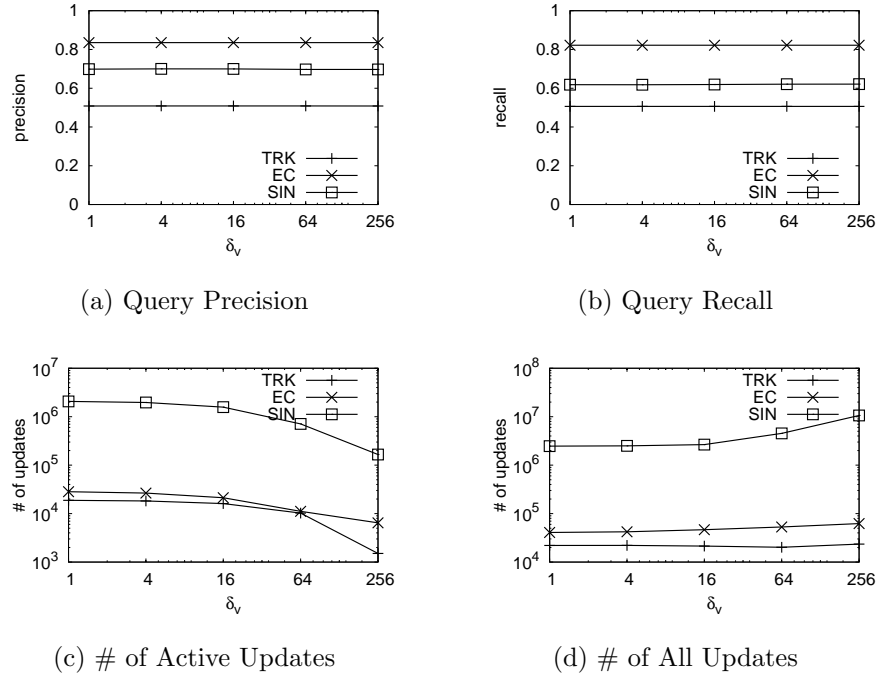 1
0.8
0.6
0.4
0.2
0
precision
TRK
EC
SIN
1 4 16 64 256
δv
(a) Query Precision
1
0.8
0.6
0.4
0.2
0
recall
TRK
EC
SIN
1 4 16 64 256
δv
(b) Query Recall
10^7
10^6
10^5
10^4
10^3
# of updates
TRK
EC
SIN
1 4 16 64 256
δv
(c) # of Active Updates
10^8
10^7
10^6
10^5
10^4
# of updates
TRK
EC
SIN
1 4 16 64 256
δv
(d) # of All Updates